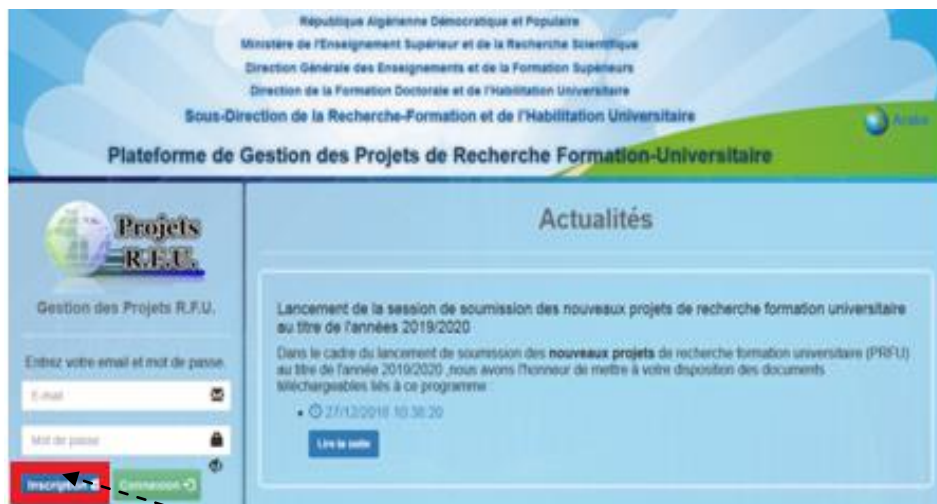 République Algérienne Démocratique et Populaire
Ministère de l'Enseignement Supérieur et de la Recherche Scientifique
Direction Générale des Enseignements et de la Formation Supérieurs
Direction de la Formation Doctorale et de l'Habilitation Universitaire
Sous-Direction de la Recherche-Formation et de l'Habilitation Universitaire
Arabe
Plateforme de Gestion des Projets de Recherche Formation-Universitaire
Projets
R.F.U.
Gestion des Projets R.F.U.
Entrez votre email et mot de passe.
E-mail
Mot de passe
Inscription
Connexion
Actualités
Lancement de la session de soumission des nouveaux projets de recherche formation universitaire
au titre de l'années 2019/2020
Dans le cadre du lancement de soumission des nouveaux projets de recherche formation universitaire (PRFU)
au titre de l'année 2019/2020 ,nous avons l'honneur de mettre à votre disposition des documents
téléchargeables liés à ce programme
27/12/2018 10:38:20
Lire la suite